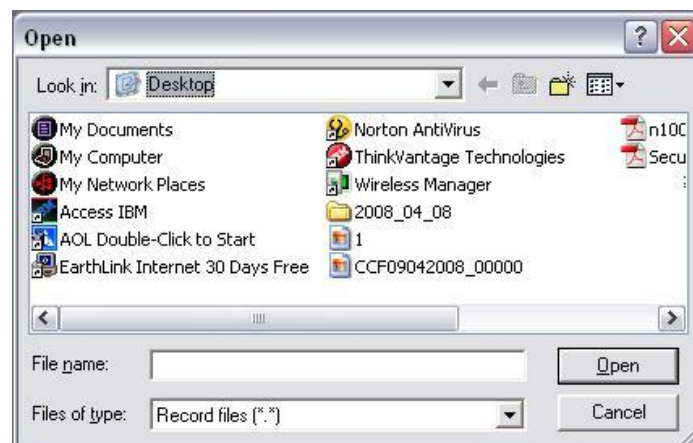 Open
Look in: Desktop
My Documents
My Computer
My Network Places
Access IBM
AOL Double-Click to Start
EarthLink Internet 30 Days Free
Norton AntiVirus
ThinkVantage Technologies
Wireless Manager
2008_04_08
1
CCF09042008_00000
n10C
Secu
File name:
Open
Files of type: Record files (*.*)
Cancel